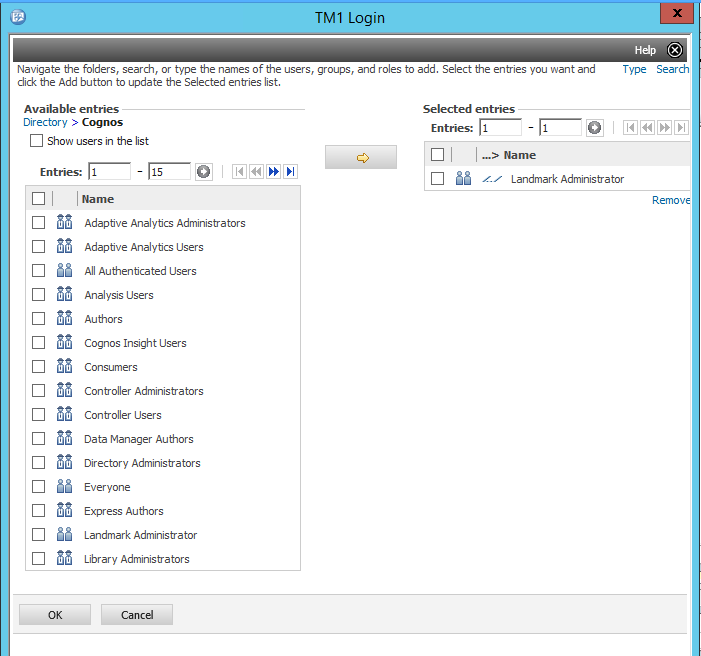 TM1 Login
X
Help
Navigate the folders, search, or type the names of the users, groups, and roles to add. Select the entries you want and
click the Add button to update the Selected entries list.
Type Search
Available entries
Directory > Cognos
Show users in the list
Entries: 1 - 15
Name
Adaptive Analytics Administrators
Adaptive Analytics Users
All Authenticated Users
Analysis Users
Authors
Cognos Insight Users
Consumers
Controller Administrators
Controller Users
Data Manager Authors
Directory Administrators
Everyone
Express Authors
Landmark Administrator
Library Administrators
Selected entries
Entries: 1 - 1
...> Name
Landmark Administrator
Remove
OK Cancel